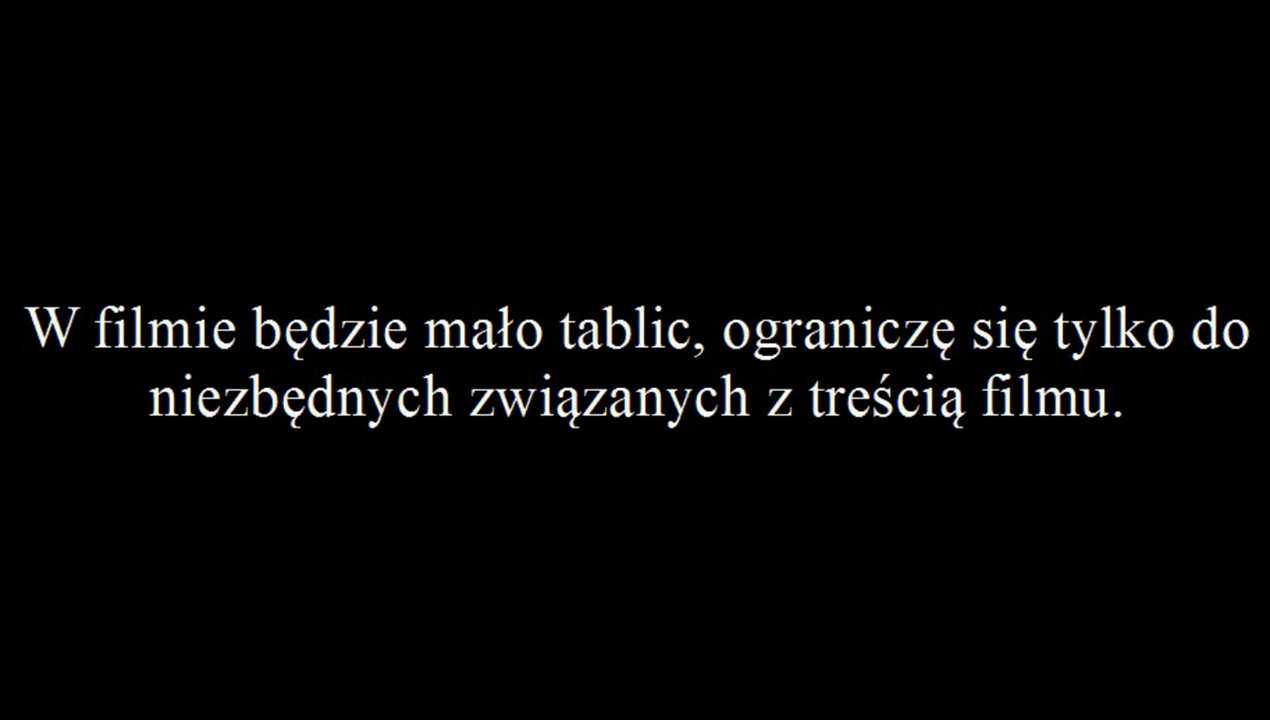 W filmie będzie mało tablic, ograniczę się tylko do
niezbędnych związanych z treścią filmu.